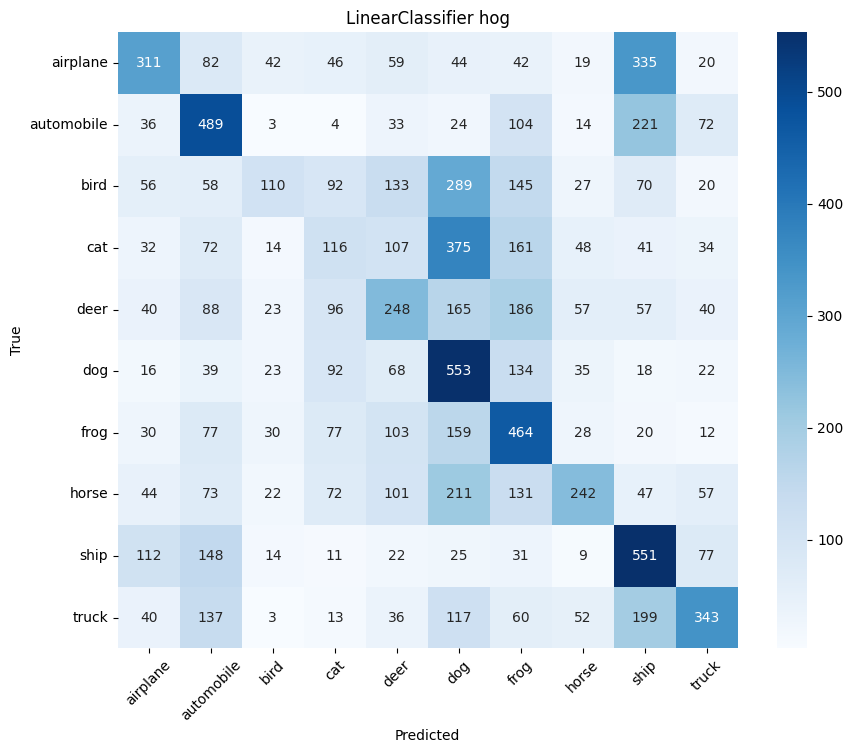 LinearClassifier hog
airplane 311 82 42 46 59 44 42 19 335 20
automobile 36 489 3 4 33 24 104 14 221 72
bird 56 58 110 92 133 289 145 27 70 20
cat 32 72 14 116 107 375 161 48 41 34
deer 40 88 23 96 248 165 186 57 57 40
dog 16 39 23 92 68 553 134 35 18 22
frog 30 77 30 77 103 159 464 28 20 12
horse 44 73 22 72 101 211 131 242 47 57
ship 112 148 14 11 22 25 31 9 551 77
truck 40 137 3 13 36 117 60 52 199 343
airplane automobile bird cat deer dog frog horse ship truck
Predicted
True
500
400
300
200
100